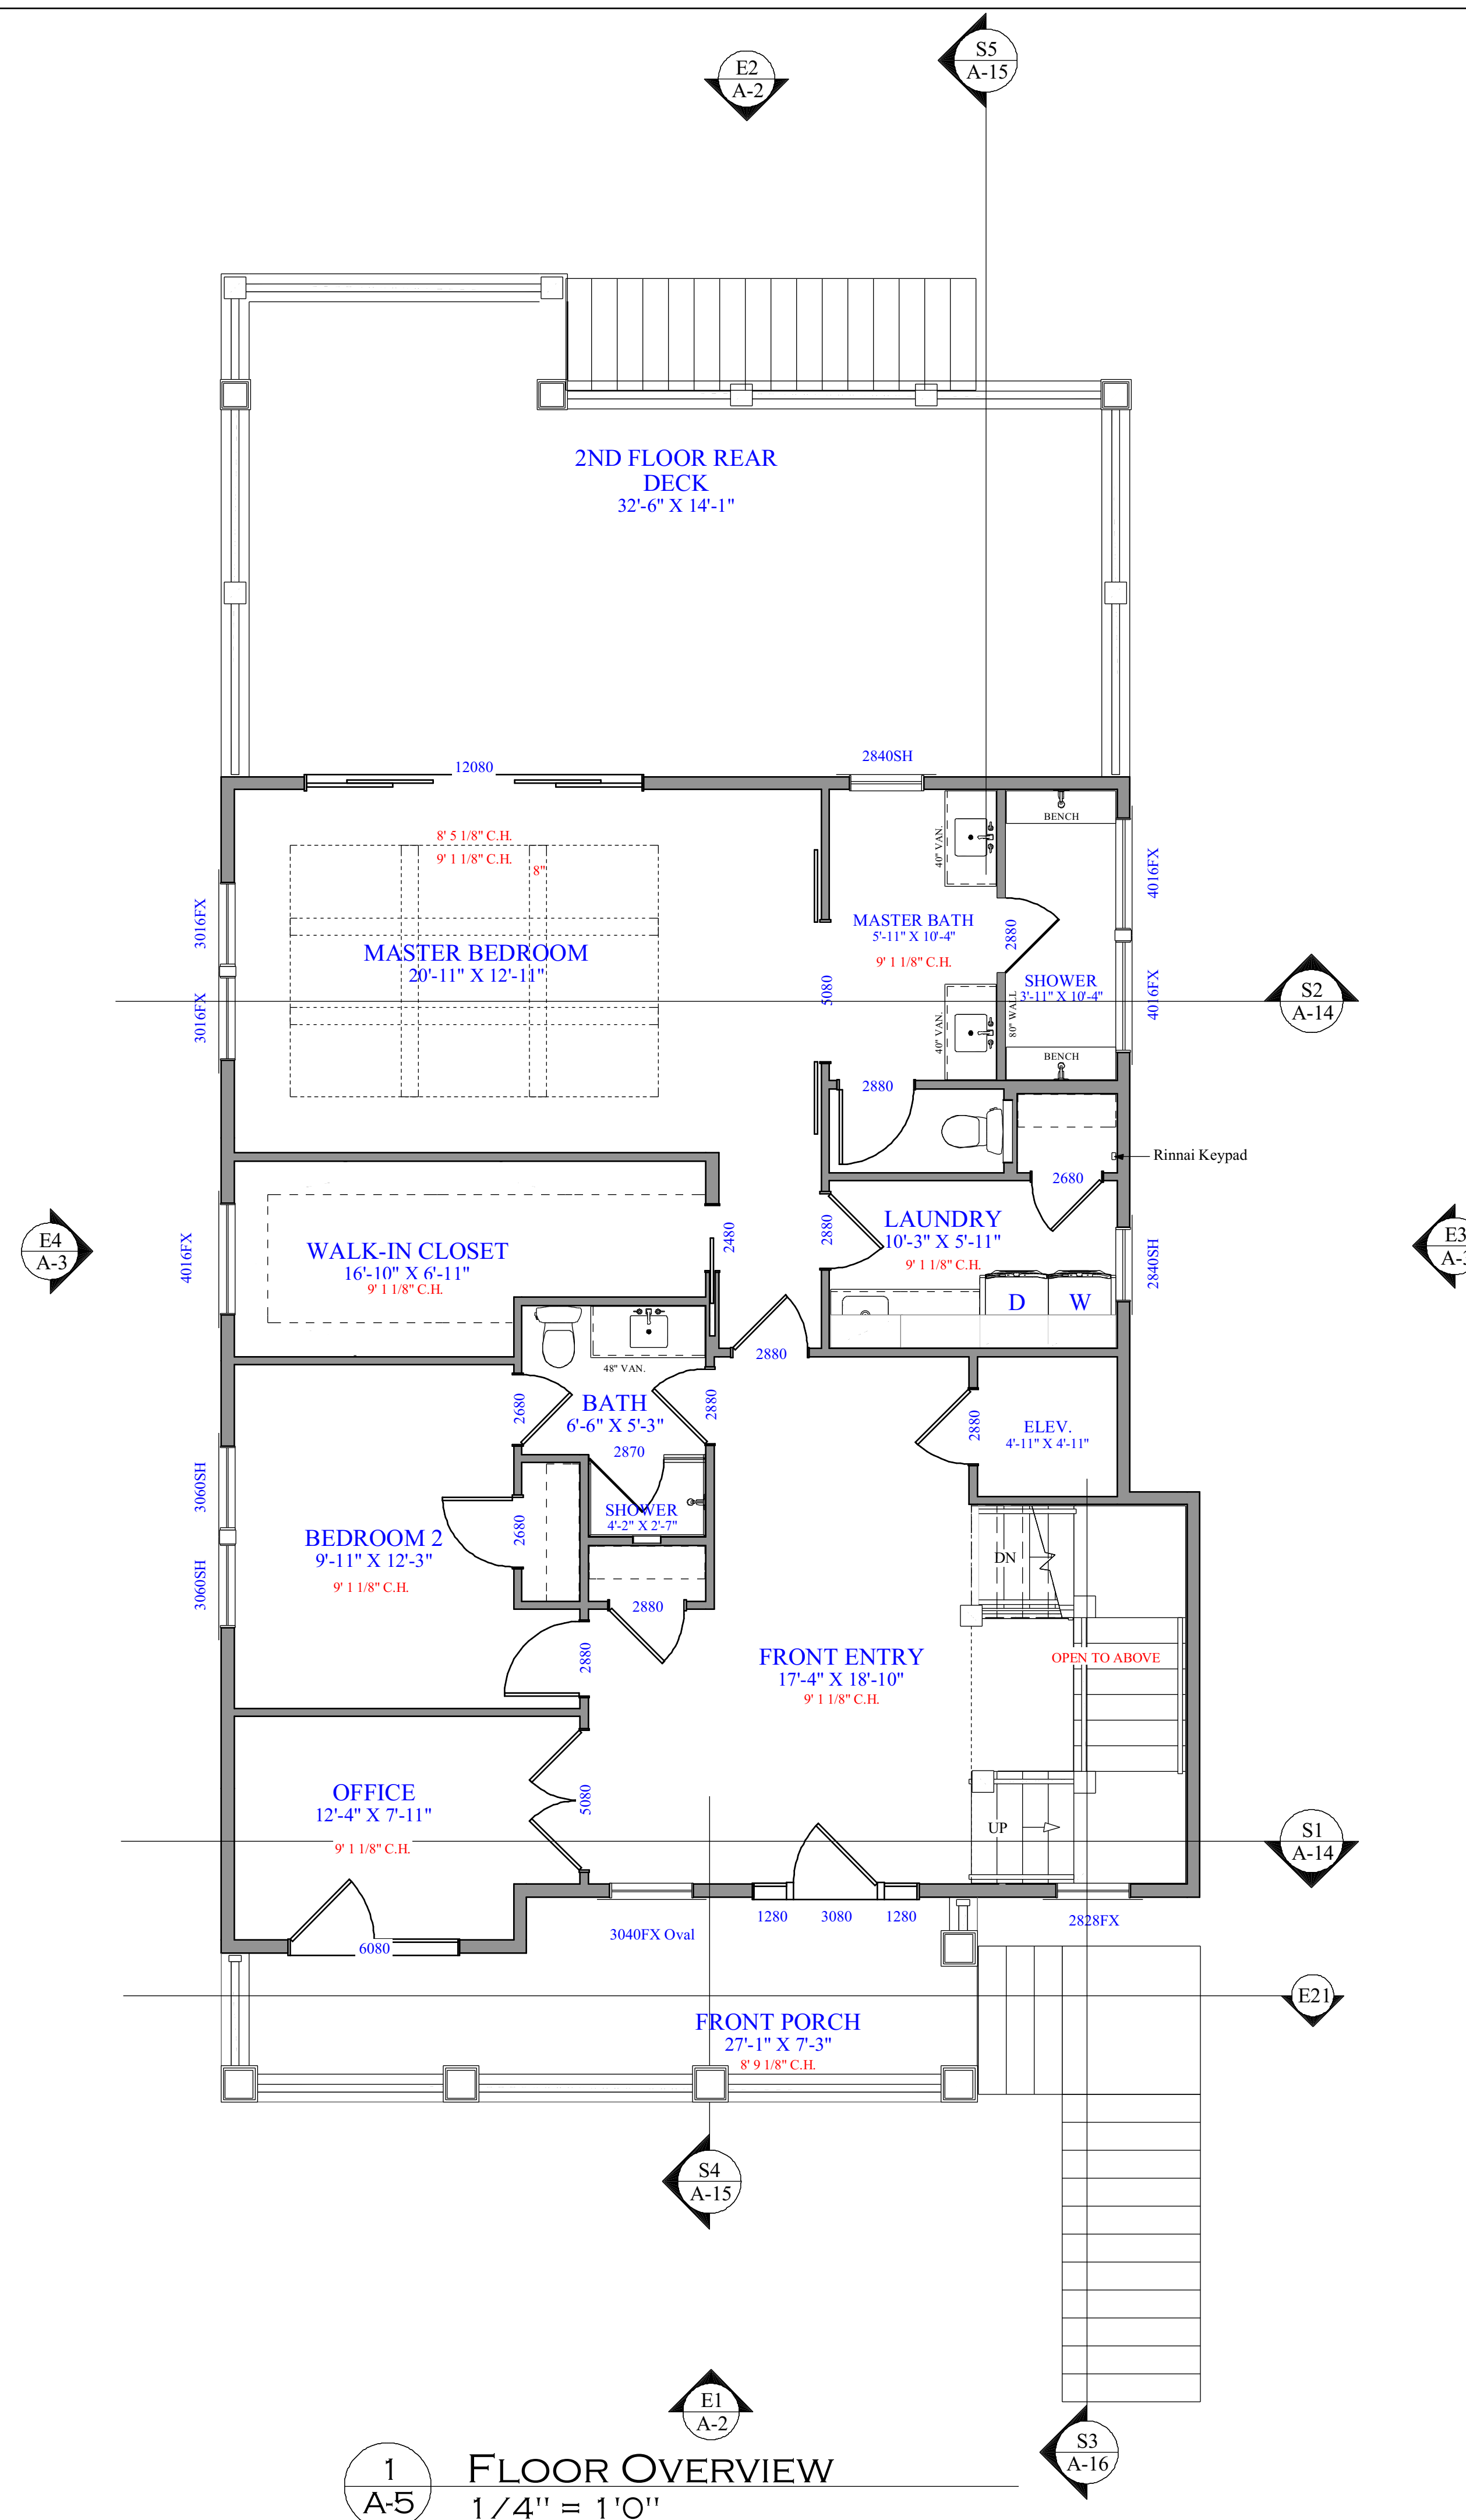 S5
A-15
E2
A-2
2ND FLOOR REAR
DECK
32'-6" X 14'-1"
12080
2840SH
8' 5 1/8" C.H.
9' 1 1/8" C.H.
8"
40" VAN.
BENCH
4016FX
3016FX
MASTER BEDROOM
20'-11" X 12'-11"
MASTER BATH
5'-11" X 10'-4"
9' 1 1/8" C.H.
2880
SHOWER
3'-11" X 10'-4"
3016FX
5080
40" VAN.
80" WALL
4016FX
S2
A-14
BENCH
2880
Rinnai Keypad
2680
E4
A-3
4016FX
WALK-IN CLOSET
16'-10" X 6'-11"
9' 1 1/8" C.H.
2480
2880
LAUNDRY
10'-3" X 5'-11"
9' 1 1/8" C.H.
D
W
2840SH
E3
48" VAN.
2880
2680
BATH
6'-6" X 5'-3"
2880
2870
2880
ELEV.
4'-11" X 4'-11"
3060SH
SHOWER
4'-2" X 2'-7"
BEDROOM 2
9'-11" X 12'-3"
9' 1 1/8" C.H.
2680
DN
3060SH
2880
2880
FRONT ENTRY
17'-4" X 18'-10"
9' 1 1/8" C.H.
OPEN TO ABOVE
OFFICE
12'-4" X 7'-11"
9' 1 1/8" C.H.
5080
UP
S1
A-14
6080
3040FX Oval
1280
3080
1280
2828FX
E21
FRONT PORCH
27'-1" X 7'-3"
8' 9 1/8" C.H.
S4
A-15
E1
A-2
S3
A-16
1
A-5
FLOOR OVERVIEW
1/4" = 1'0"